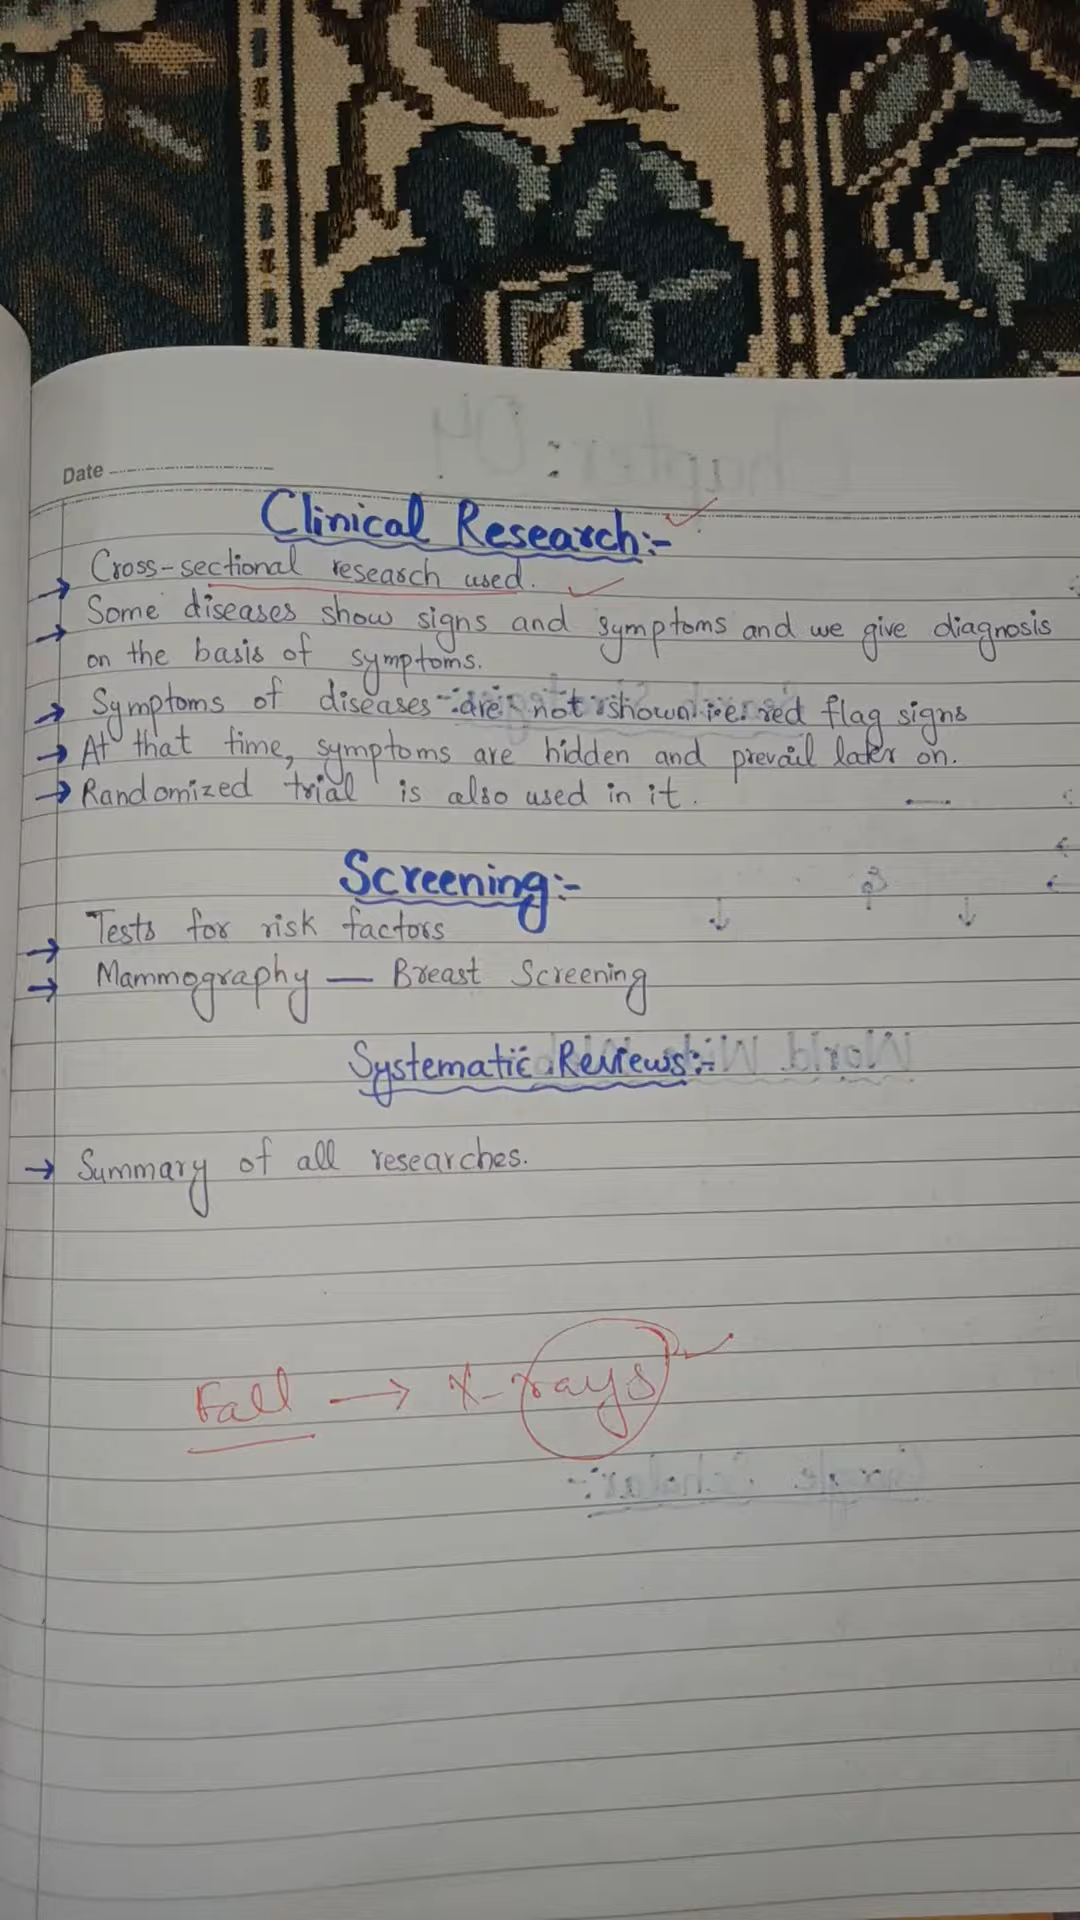 Date
Clinical Research:-
→ Cross-sectional research used.
→ Some diseases show signs and symptoms and we give diagnosis
on the basis of symptoms.
→ Symptoms of diseases are not shown i.e. red flag signs
→ At that time, symptoms are hidden and prevail later on.
→ Randomized trial is also used in it.
Screening:-
→ Tests for risk factors
→ Mammography — Breast Screening
Systematic Reviews:-
→ Summary of all researches.
Fall → X-rays